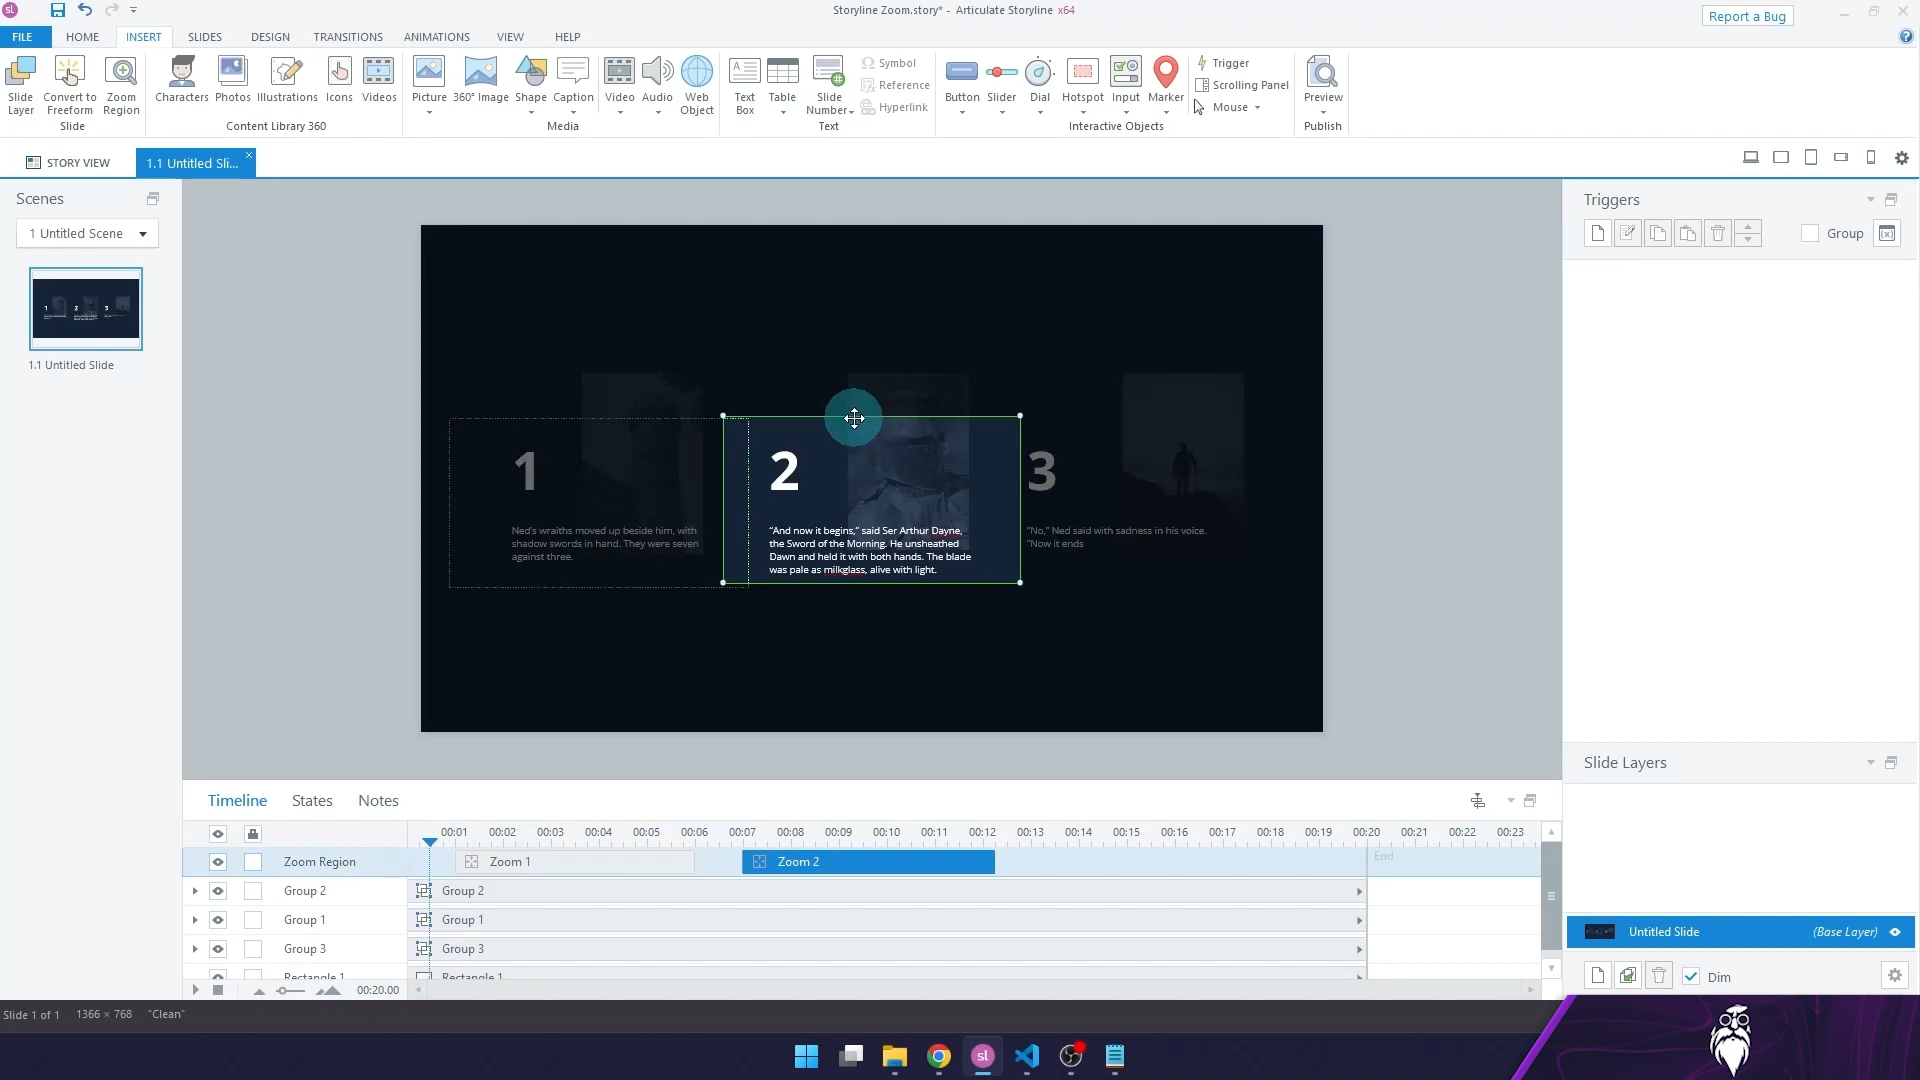 sl
Storyline Zoom.story* - Articulate Storyline x64
Report a Bug
FILE HOME INSERT SLIDES DESIGN TRANSITIONS ANIMATIONS VIEW HELP
Slide Layer
Convert to Freeform
Zoom Region
Characters
Photos
Illustrations
Icons
Videos
Picture
360° Image
Shape
Caption
Video
Audio
Web Object
Text Box
Table
Slide Number
Symbol
Reference
Hyperlink
Button
Slider
Dial
Hotspot
Input
Marker
Trigger
Scrolling Panel
Mouse
Preview
Slide
Content Library 360
Media
Text
Interactive Objects
Publish
STORY VIEW
1.1 Untitled Sli...
Scenes
1 Untitled Scene
1 2 3
1.1 Untitled Slide
1
Ned's wraiths moved up beside him, with
shadow swords in hand. They were seven
against three.
2
“And now it begins,” said Ser Arthur Dayne,
the Sword of the Morning. He unsheathed
Dawn and held it with both hands. The blade
was pale as milkglass, alive with light.
3
“No,” Ned said with sadness in his voice.
“Now it ends
Triggers
Group
Slide Layers
Untitled Slide (Base Layer)
Dim
Timeline States Notes
00:01 00:02 00:03 00:04 00:05 00:06 00:07 00:08 00:09 00:10 00:11 00:12 00:13 00:14 00:15 00:16 00:17 00:18 00:19 00:20 00:21 00:22 00:23
Zoom Region Zoom 1 Zoom 2 End
Group 2 Group 2
Group 1 Group 1
Group 3 Group 3
Rectangle 1 Rectangle 1
00:20.00
Slide 1 of 1 1366 × 768 "Clean"
sl